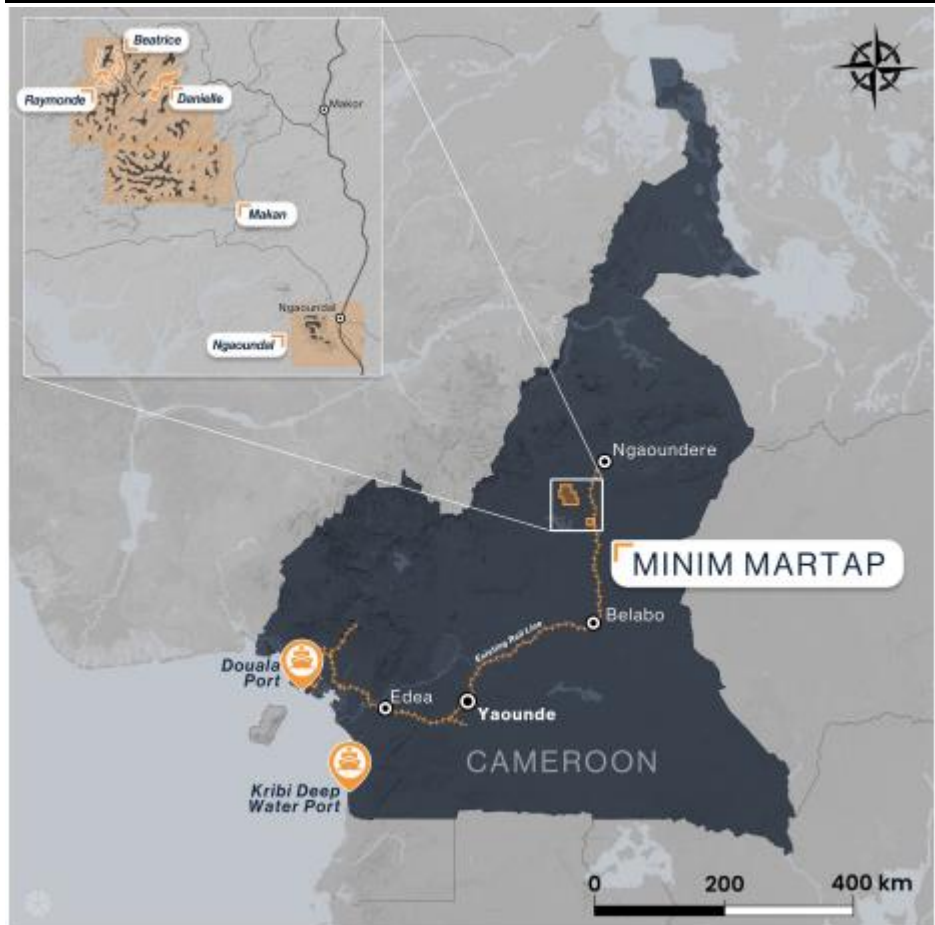 Beatrice
Raymonde
Danielle
Makor
Makan
Ngaoundal
Ngaoundal
Ngaoundere
MINIM MARTAP
Belabo
Existing Rail Line
Douala
Port
Edea
Yaounde
CAMEROON
Kribi Deep
Water Port
0 200 400 km